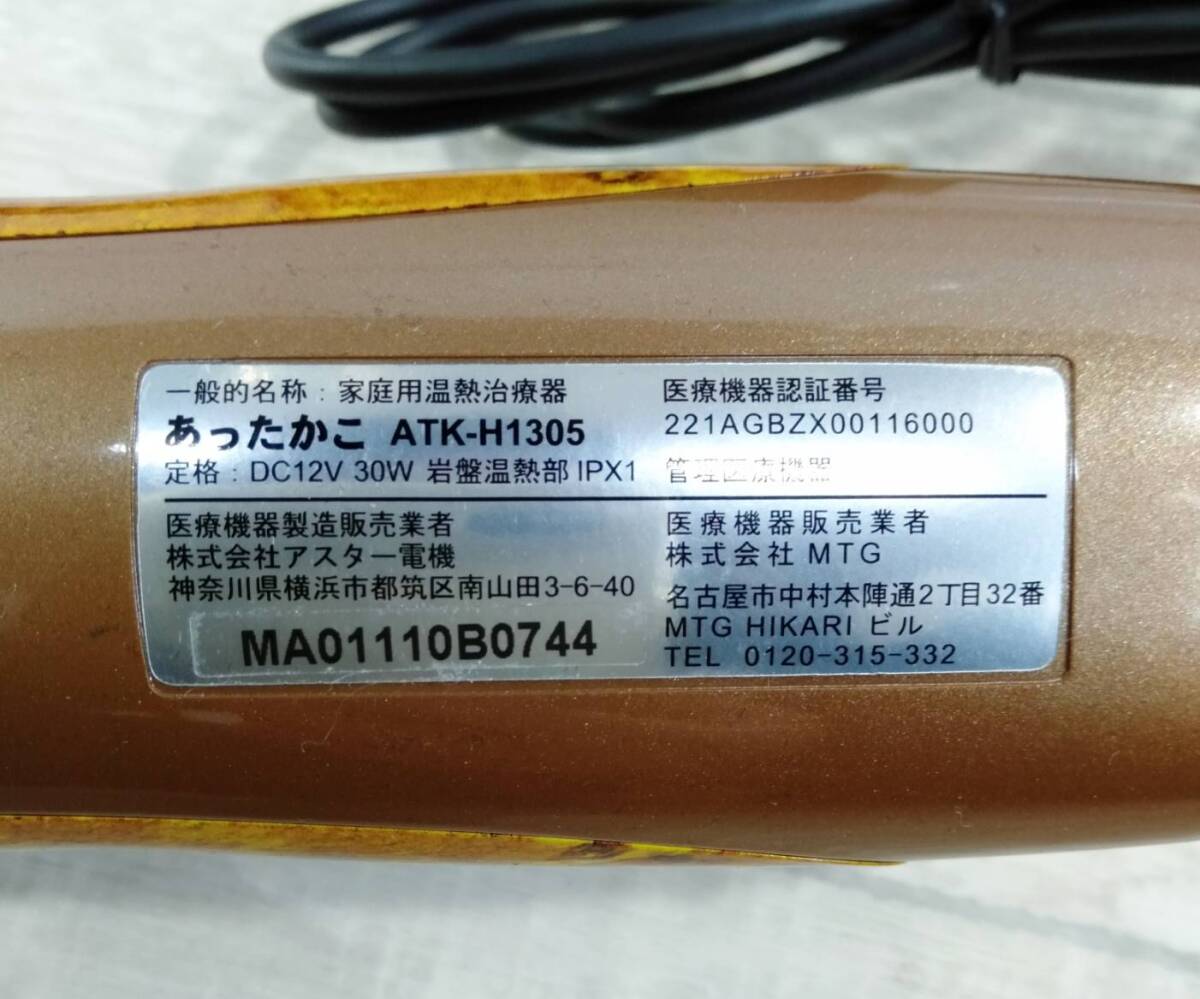 一般的名称：家庭用温熱治療器
あったかこ ATK-H1305
定格：DC12V 30W 岩盤温熱部 IPX1
医療機器認証番号
221AGBZX00116000
管理医療機器
医療機器製造販売業者
株式会社アスター電機
神奈川県横浜市都筑区南山田3-6-40
MA01110B0744
医療機器販売業者
株式会社 MTG
名古屋市中村本陣通2丁目32番
MTG HIKARI ビル
TEL 0120-315-332